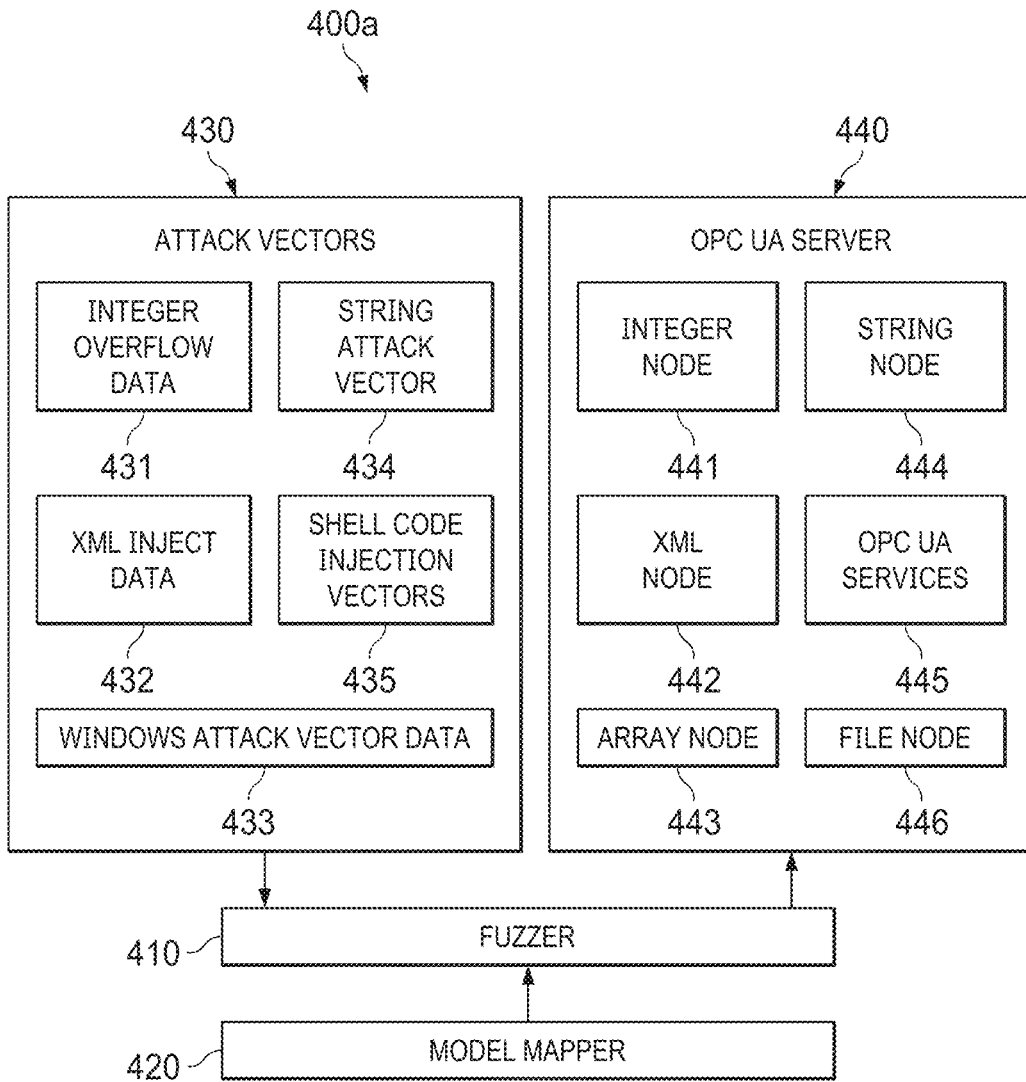 400a
430
440
ATTACK VECTORS
INTEGER
OVERFLOW
DATA
431
STRING
ATTACK
VECTOR
434
XML INJECT
DATA
432
SHELL CODE
INJECTION
VECTORS
435
WINDOWS ATTACK VECTOR DATA
433
OPC UA SERVER
INTEGER
NODE
441
STRING
NODE
444
XML
NODE
442
OPC UA
SERVICES
445
ARRAY NODE
443
FILE NODE
446
410
FUZZER
420
MODEL MAPPER